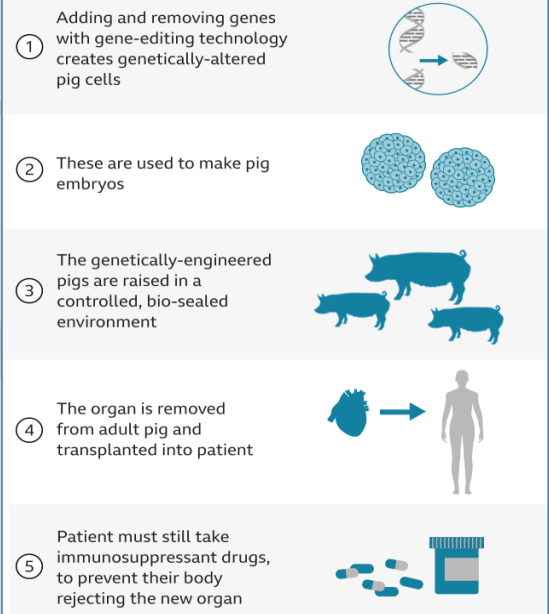 1
Adding and removing genes
with gene-editing technology
creates genetically-altered
pig cells
2
These are used to make pig
embryos
3
The genetically-engineered
pigs are raised in a
controlled, bio-sealed
environment
4
The organ is removed
from adult pig and
transplanted into patient
5
Patient must still take
immunosuppressant drugs,
to prevent their body
rejecting the new organ